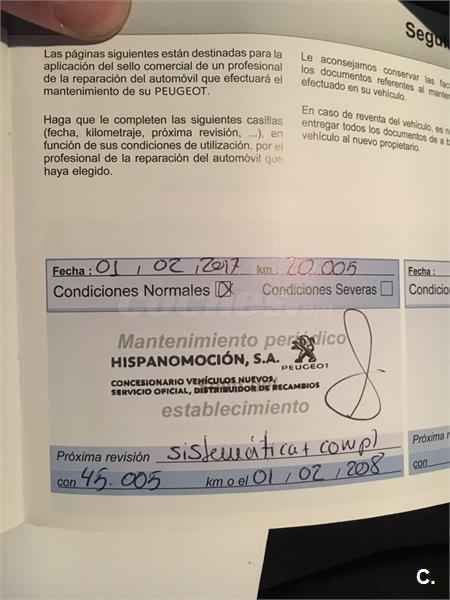 Segui
Las páginas siguientes están destinadas para la
aplicación del sello comercial de un profesional
de la reparación del automóvil que efectuará el
mantenimiento de su PEUGEOT.
Haga que le completen las siguientes casillas
(fecha, kilometraje, próxima revisión, ...), en
función de sus condiciones de utilización, por el
profesional de la reparación del automóvil que
haya elegido.
Le aconsejamos conservar las fac
los documentos referentes al mante
efectuado en su vehículo.
En caso de reventa del vehículo, es n
entregar todos los documentos de a b
vehículo al nuevo propietario.
Fecha : 01 , 02 , 2017 km : 20.005
Condiciones Normales X Condiciones Severas
Mantenimiento periódico
HISPANOMOCIÓN, S.A.
PEUGEOT
CONCESIONARIO VEHÍCULOS NUEVOS,
SERVICIO OFICIAL, DISTRIBUIDOR DE RECAMBIOS
establecimiento
Próxima revisión sistemática + compl
con 45.005 km o el 01 , 02 , 2018
Fecha :
Condicio
Próxima r
con
C.